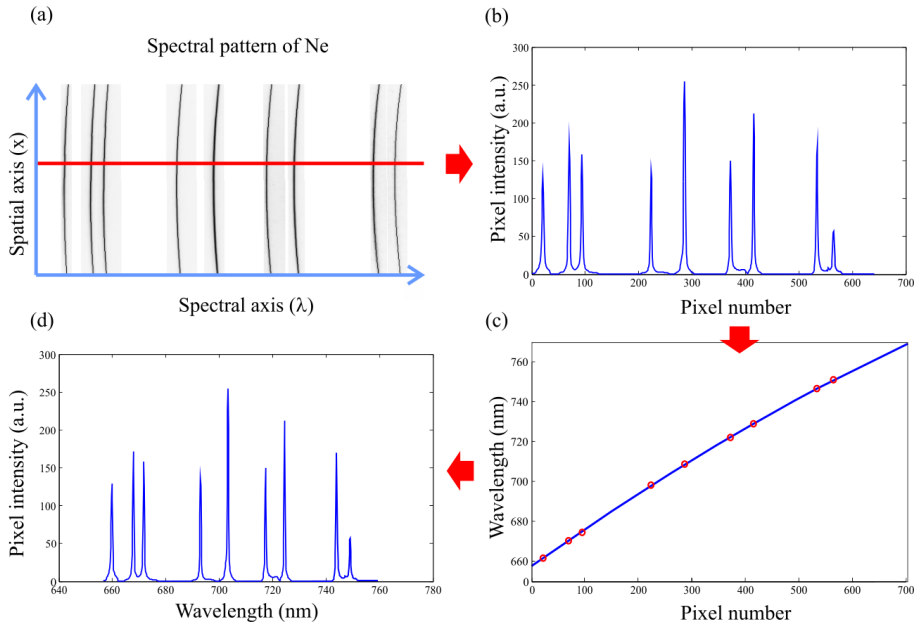 (a)
Spectral pattern of Ne
Spatial axis (x)
Spectral axis (λ)
(b)
Pixel intensity (a.u.)
300
250
200
150
100
50
0
0 100 200 300 400 500 600 700
Pixel number
(d)
Pixel intensity (a.u.)
300
250
200
150
100
50
0
640 660 680 700 720 740 760 780
Wavelength (nm)
(c)
Wavelength (nm)
760
740
720
700
680
660
0 100 200 300 400 500 600 700
Pixel number